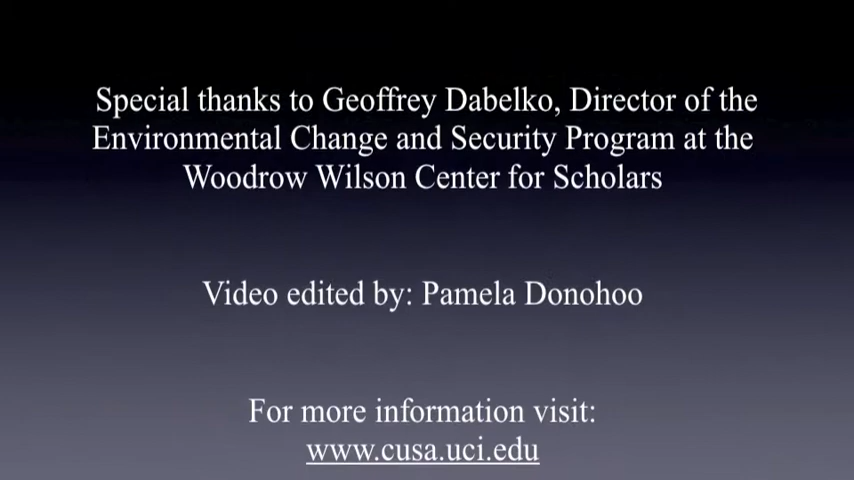 Special thanks to Geoffrey Dabelko, Director of the
Environmental Change and Security Program at the
Woodrow Wilson Center for Scholars
Video edited by: Pamela Donohoo
For more information visit:
www.cusa.uci.edu